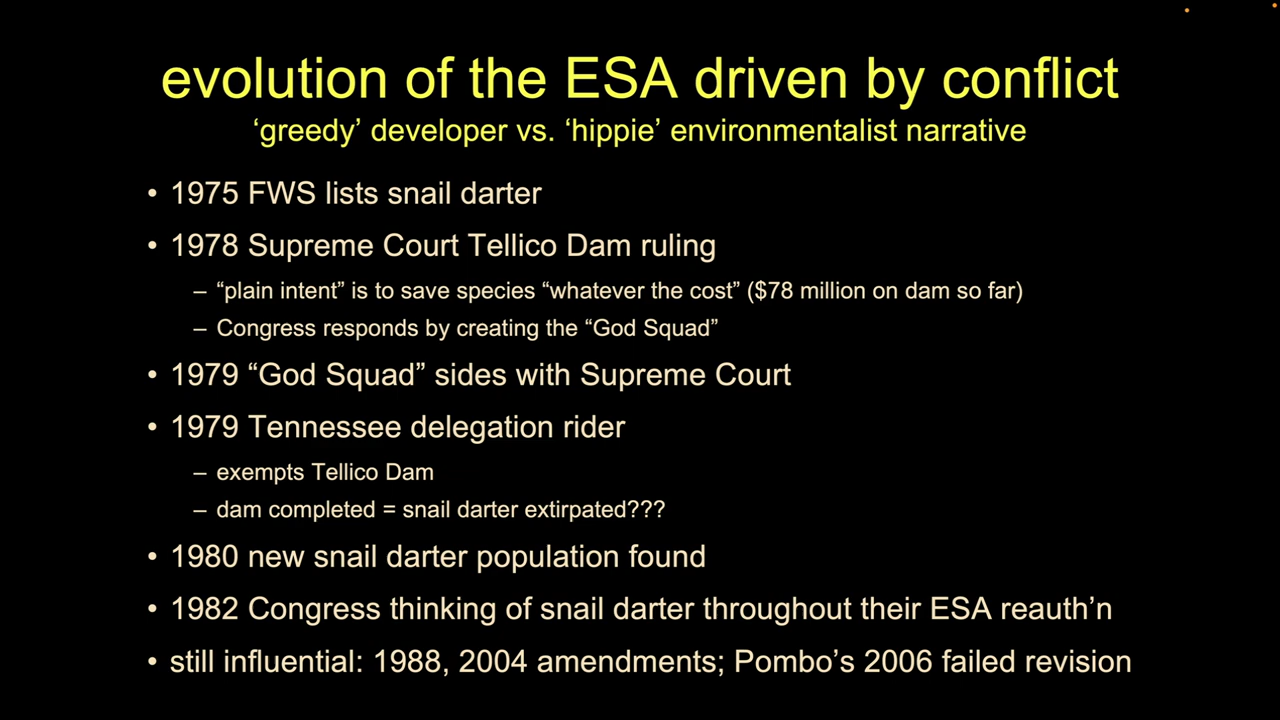 evolution of the ESA driven by conflict
‘greedy’ developer vs. ‘hippie’ environmentalist narrative
• 1975 FWS lists snail darter
• 1978 Supreme Court Tellico Dam ruling
– “plain intent” is to save species “whatever the cost” ($78 million on dam so far)
– Congress responds by creating the “God Squad”
• 1979 “God Squad” sides with Supreme Court
• 1979 Tennessee delegation rider
– exempts Tellico Dam
– dam completed = snail darter extirpated???
• 1980 new snail darter population found
• 1982 Congress thinking of snail darter throughout their ESA reauth’n
• still influential: 1988, 2004 amendments; Pombo’s 2006 failed revision